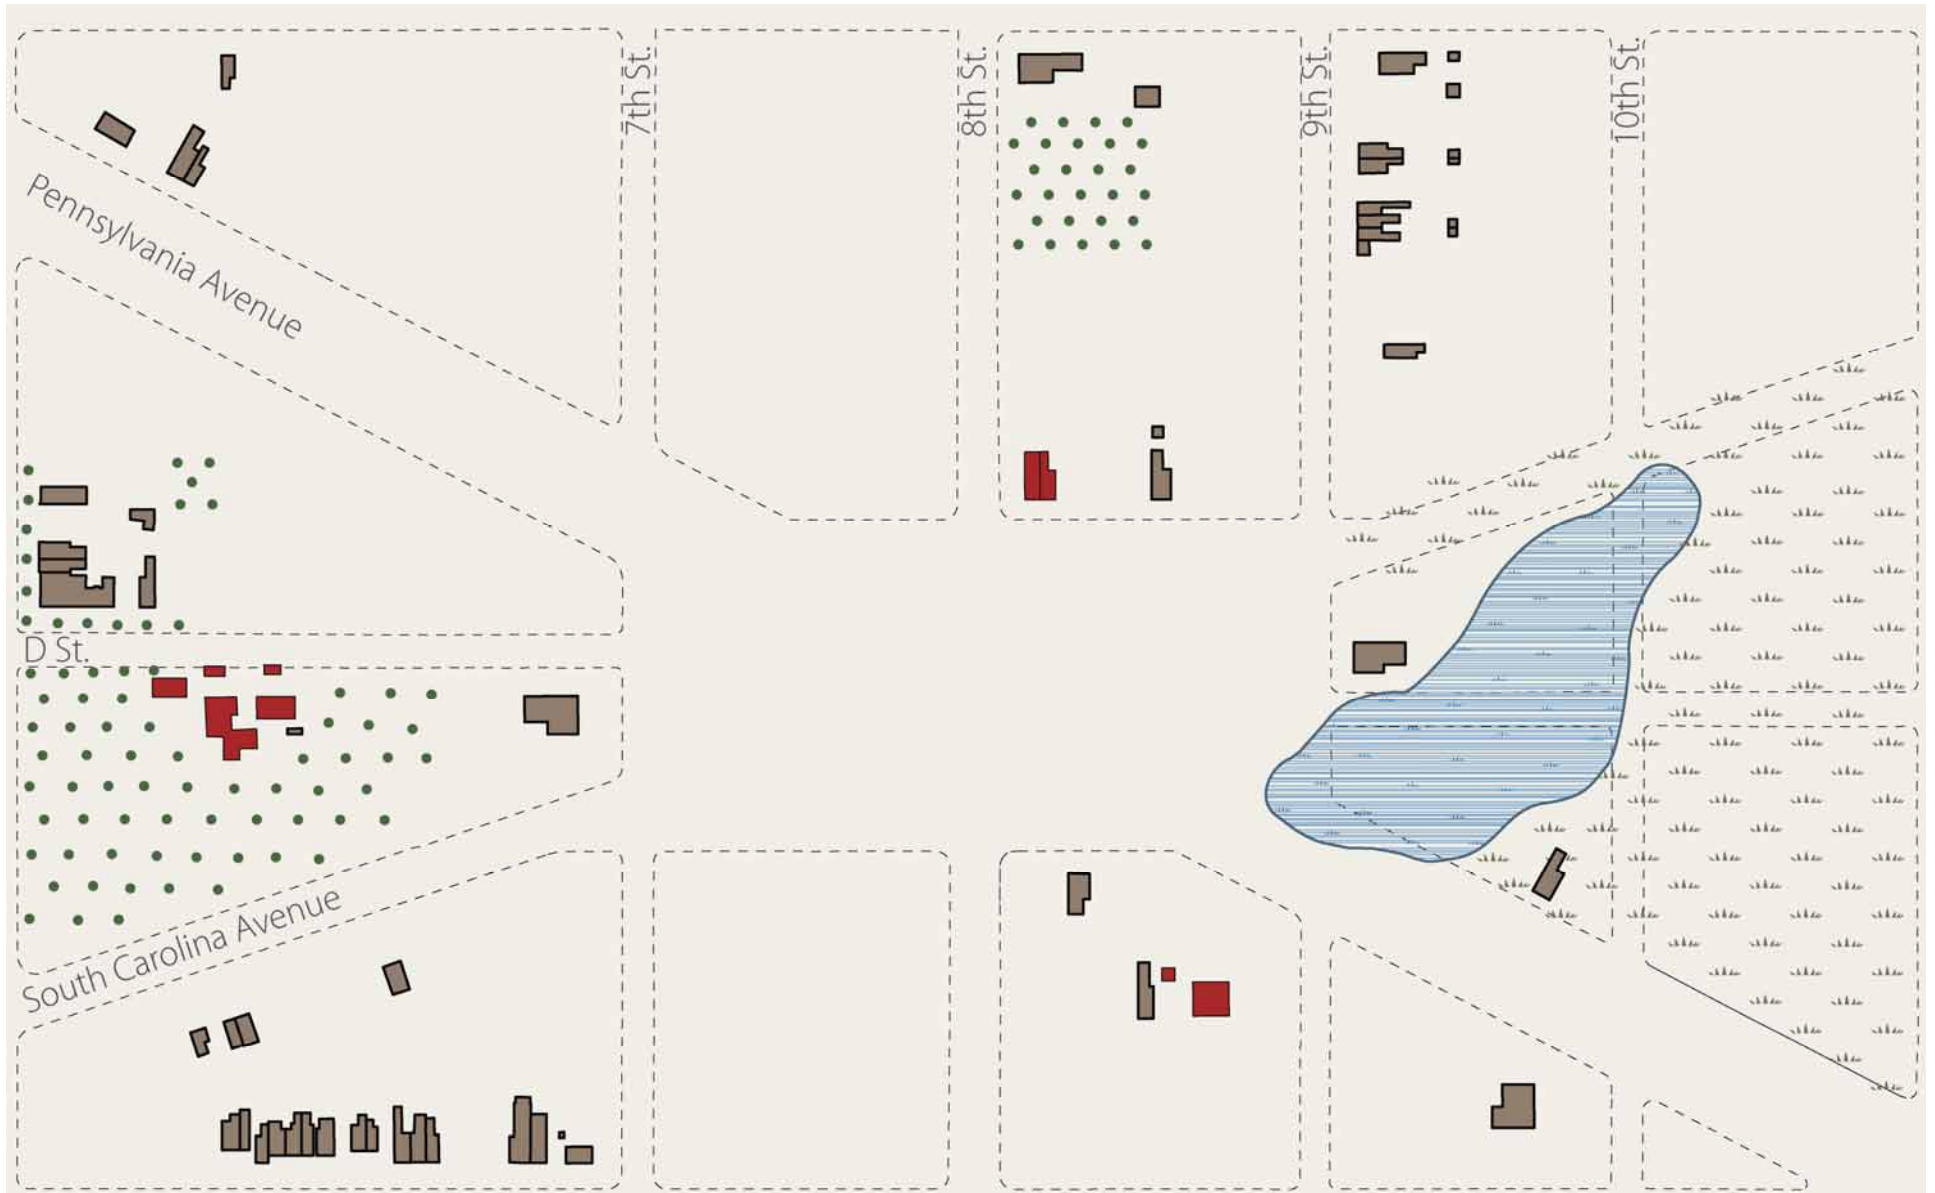 7th St.
8th St.
9th St.
10th St.
Pennsylvania Avenue
D St.
South Carolina Avenue